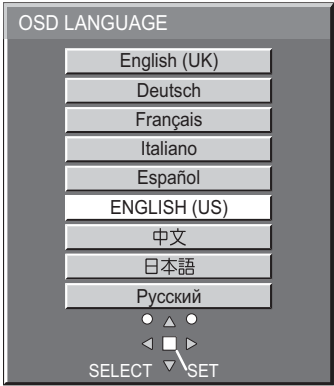 OSD LANGUAGE
English (UK)
Deutsch
Français
Italiano
Español
ENGLISH (US)
中文
日本語
Русский
SELECT SET